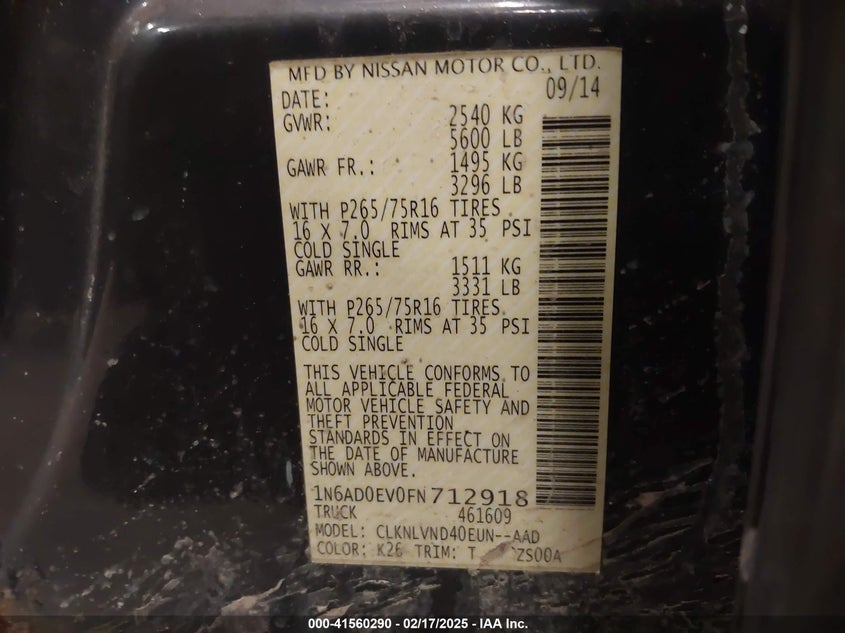 MFD BY NISSAN MOTOR CO., LTD.
DATE: 09/14
GVWR: 2540 KG
5600 LB
GAWR FR.: 1495 KG
3296 LB
WITH P265/75R16 TIRES
16 X 7.0 RIMS AT 35 PSI
COLD SINGLE
GAWR RR.: 1511 KG
3331 LB
WITH P265/75R16 TIRES
16 X 7.0 RIMS AT 35 PSI
COLD SINGLE
THIS VEHICLE CONFORMS TO
ALL APPLICABLE FEDERAL
MOTOR VEHICLE SAFETY AND
THEFT PREVENTION
STANDARDS IN EFFECT ON
THE DATE OF MANUFACTURE
SHOWN ABOVE.
1N6AD0EV0FN712918
TRUCK 461609
MODEL: CLKNLVND40EUN--AAD
COLOR: K26 TRIM: T ZS00A
000-41560290 - 02/17/2025 - IAA Inc.